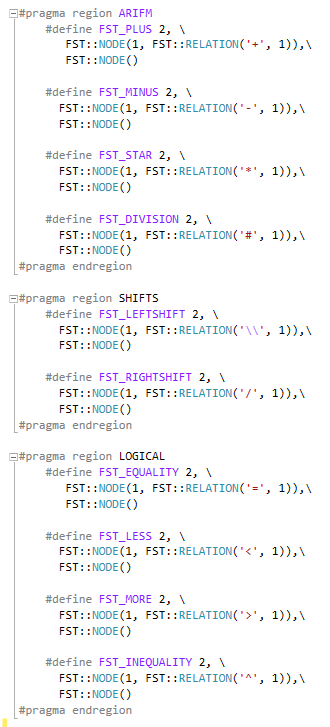 #pragma region ARIFM
#define FST_PLUS 2, \
FST::NODE(1, FST::RELATION('+', 1)),\
FST::NODE()
#define FST_MINUS 2, \
FST::NODE(1, FST::RELATION('-', 1)),\
FST::NODE()
#define FST_STAR 2, \
FST::NODE(1, FST::RELATION('*', 1)),\
FST::NODE()
#define FST_DIVISION 2, \
FST::NODE(1, FST::RELATION('#', 1)),\
FST::NODE()
#pragma endregion
#pragma region SHIFTS
#define FST_LEFTSHIFT 2, \
FST::NODE(1, FST::RELATION('\\', 1)),\
FST::NODE()
#define FST_RIGHTSHIFT 2, \
FST::NODE(1, FST::RELATION('/', 1)),\
FST::NODE()
#pragma endregion
#pragma region LOGICAL
#define FST_EQUALITY 2, \
FST::NODE(1, FST::RELATION('=', 1)),\
FST::NODE()
#define FST_LESS 2, \
FST::NODE(1, FST::RELATION('<', 1)),\
FST::NODE()
#define FST_MORE 2, \
FST::NODE(1, FST::RELATION('>', 1)),\
FST::NODE()
#define FST_INEQUALITY 2, \
FST::NODE(1, FST::RELATION('^', 1)),\
FST::NODE()
#pragma endregion